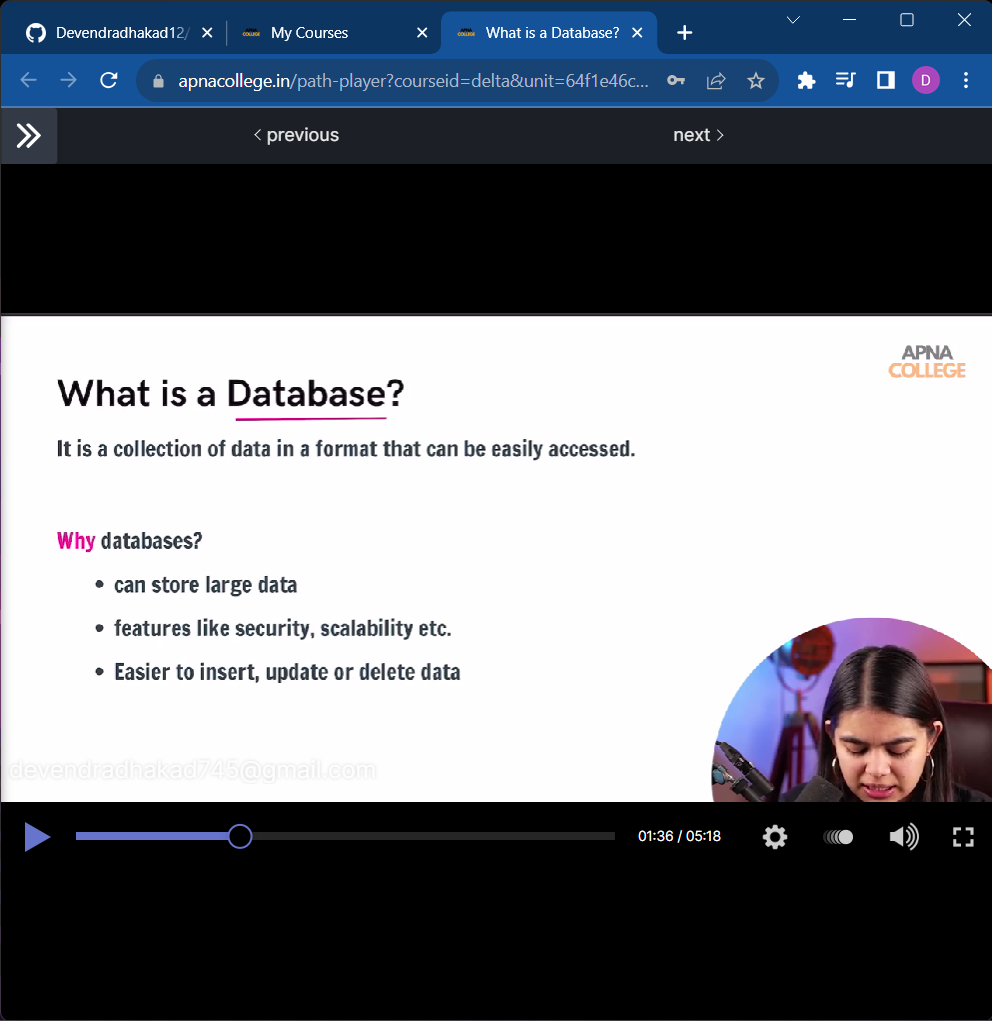 Devendradhakad12/
My Courses
What is a Database?
apnacollege.in/path-player?courseid=delta&unit=64f1e46c...
D
< previous
next >
APNA
COLLEGE
What is a Database?
It is a collection of data in a format that can be easily accessed.
Why databases?
• can store large data
• features like security, scalability etc.
• Easier to insert, update or delete data
devendradhakad745@gmail.com
01:36 / 05:18